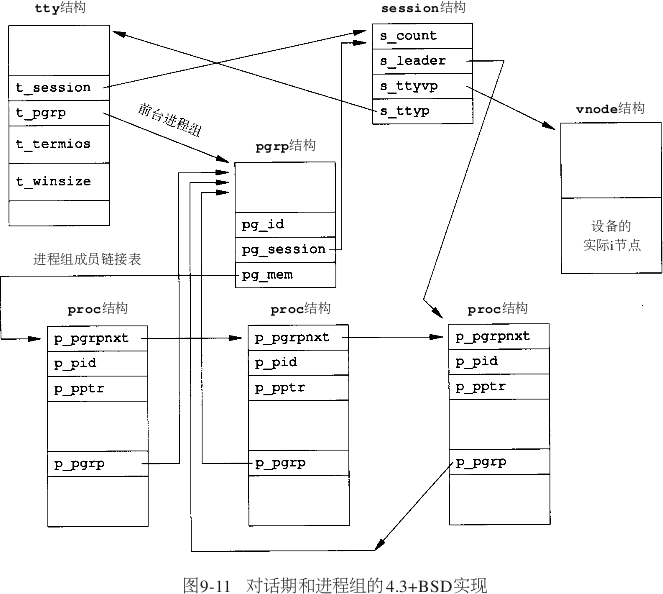 tty结构
t_session
t_pgrp
t_termios
t_winsize
session结构
s_count
s_leader
s_ttyvp
s_ttyp
vnode结构
设备的
实际i节点
前台进程组
pgrp结构
pg_id
pg_session
pg_mem
进程组成员链接表
proc结构
p_pgrpnxt
p_pid
p_pptr
p_pgrp
proc结构
p_pgrpnxt
p_pid
p_pptr
p_pgrp
proc结构
p_pgrpnxt
p_pid
p_pptr
p_pgrp
图9-11 对话期和进程组的4.3+BSD实现